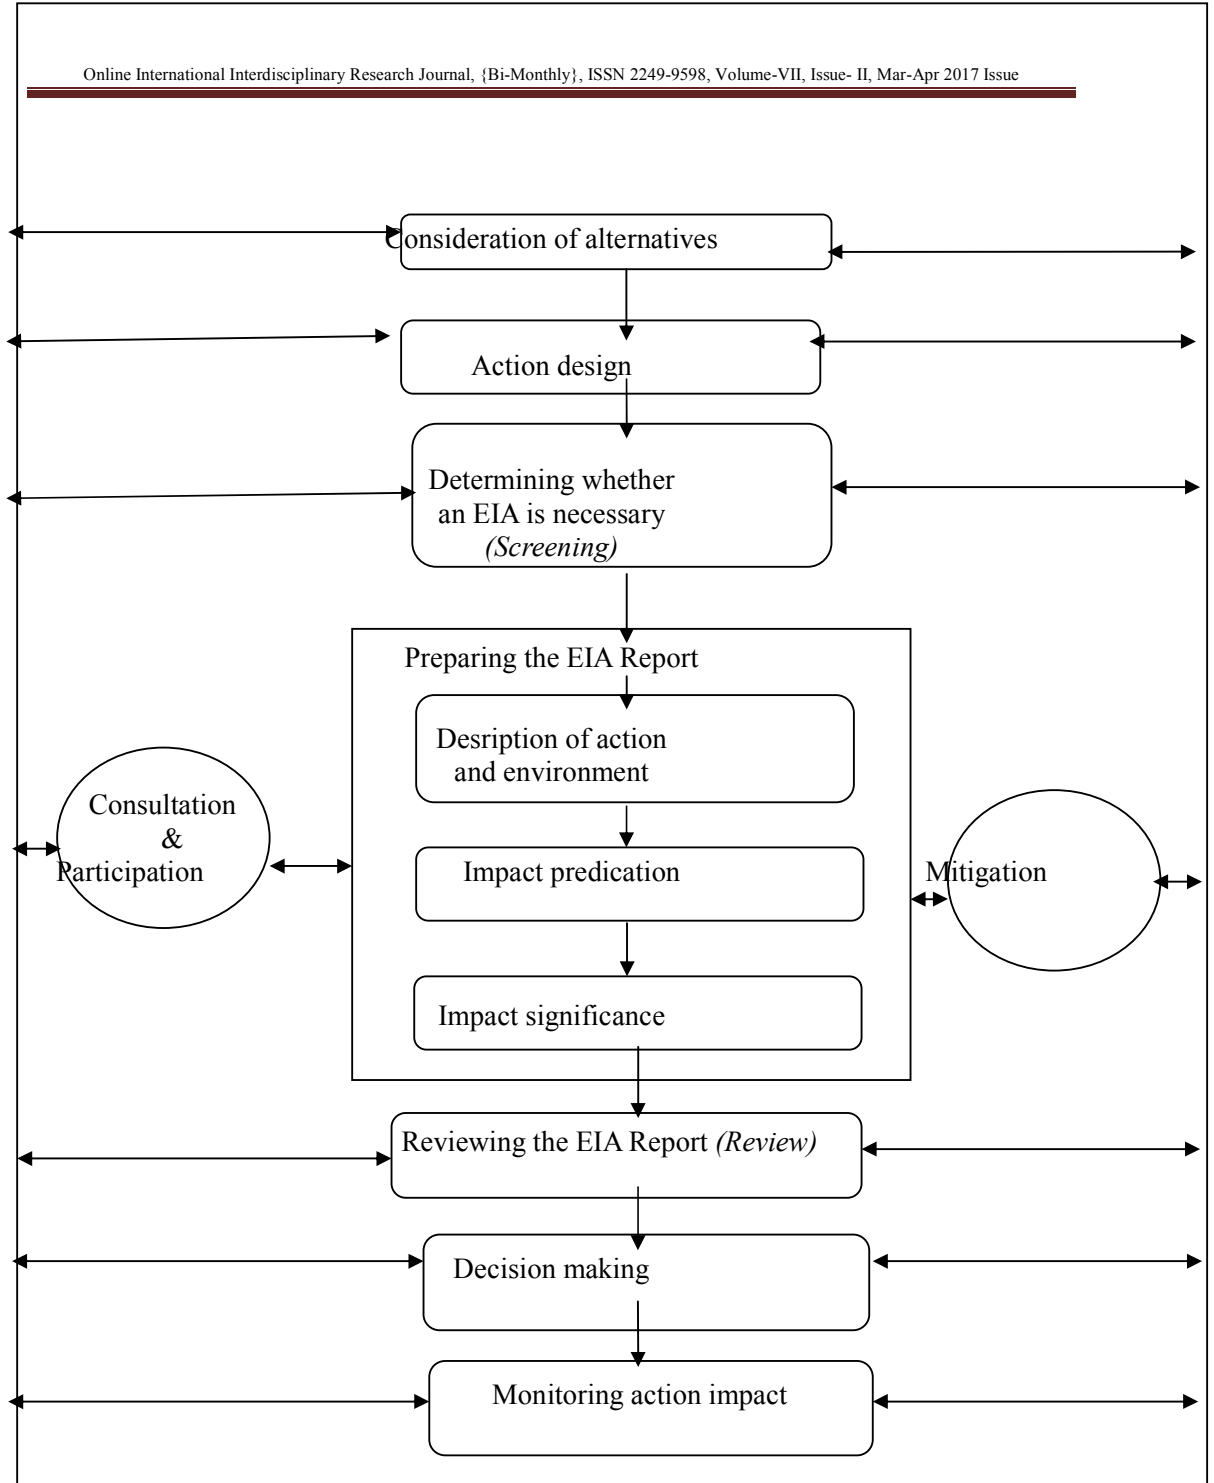 Online International Interdisciplinary Research Journal, {Bi-Monthly}, ISSN 2249-9598, Volume-VII, Issue- II, Mar-Apr 2017 Issue
Consideration of alternatives
Action design
Determining whether
an EIA is necessary
(Screening)
Preparing the EIA Report
Desription of action
and environment
Consultation
&
Participation
Impact predication
Mitigation
Impact significance
Reviewing the EIA Report (Review)
Decision making
Monitoring action impact